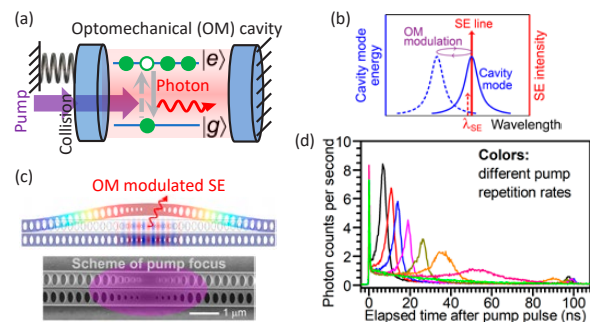 (a)
Optomechanical (OM) cavity
|e⟩
Photon
Pump
Collision
|g⟩
(b)
SE line
OM
modulation
Cavity mode
energy
SE intensity
Cavity
mode
λSE
Wavelength
(c)
OM modulated SE
Scheme of pump focus
1 μm
(d)
Photon counts per second
10
8
6
4
2
0
Colors:
different pump
repetition rates
0 20 40 60 80 100
Elapsed time after pump pulse (ns)